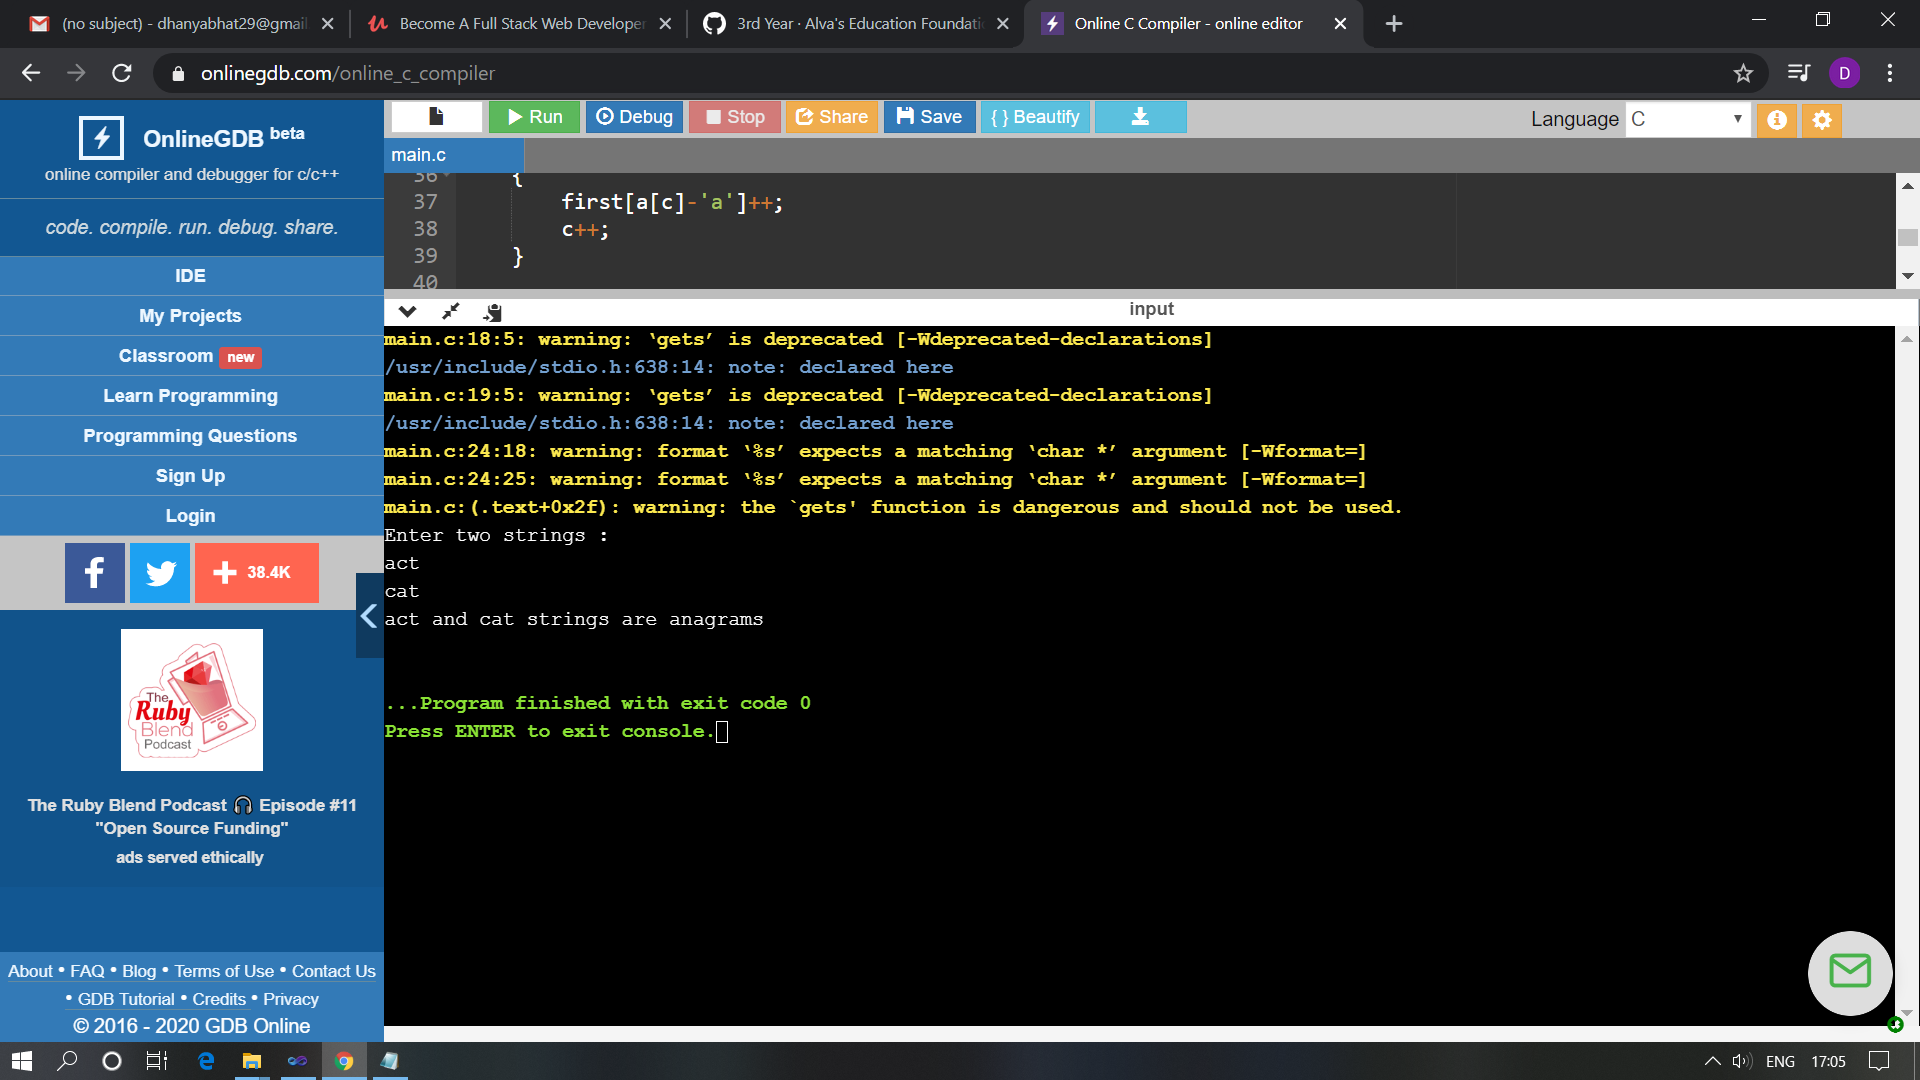 (no subject) - dhanyabhat29@gmail
Become A Full Stack Web Developer
3rd Year · Alva's Education Foundati
Online C Compiler - online editor
onlinegdb.com/online_c_compiler
D
OnlineGDB beta
online compiler and debugger for c/c++
code. compile. run. debug. share.
IDE
My Projects
Classroom new
Learn Programming
Programming Questions
Sign Up
Login
38.4K
The
Ruby
Blend
Podcast
The Ruby Blend Podcast 🎧 Episode #11
"Open Source Funding"
ads served ethically
About • FAQ • Blog • Terms of Use • Contact Us
• GDB Tutorial • Credits • Privacy
© 2016 - 2020 GDB Online
Run Debug Stop Share Save { } Beautify
Language C
main.c
36 {
37 first[a[c]-'a']++;
38 c++;
39 }
40
input
main.c:18:5: warning: ‘gets’ is deprecated [-Wdeprecated-declarations]
/usr/include/stdio.h:638:14: note: declared here
main.c:19:5: warning: ‘gets’ is deprecated [-Wdeprecated-declarations]
/usr/include/stdio.h:638:14: note: declared here
main.c:24:18: warning: format ‘%s’ expects a matching ‘char *’ argument [-Wformat=]
main.c:24:25: warning: format ‘%s’ expects a matching ‘char *’ argument [-Wformat=]
main.c:(.text+0x2f): warning: the `gets' function is dangerous and should not be used.
Enter two strings :
act
cat
act and cat strings are anagrams
...Program finished with exit code 0
Press ENTER to exit console.
ENG 17:05